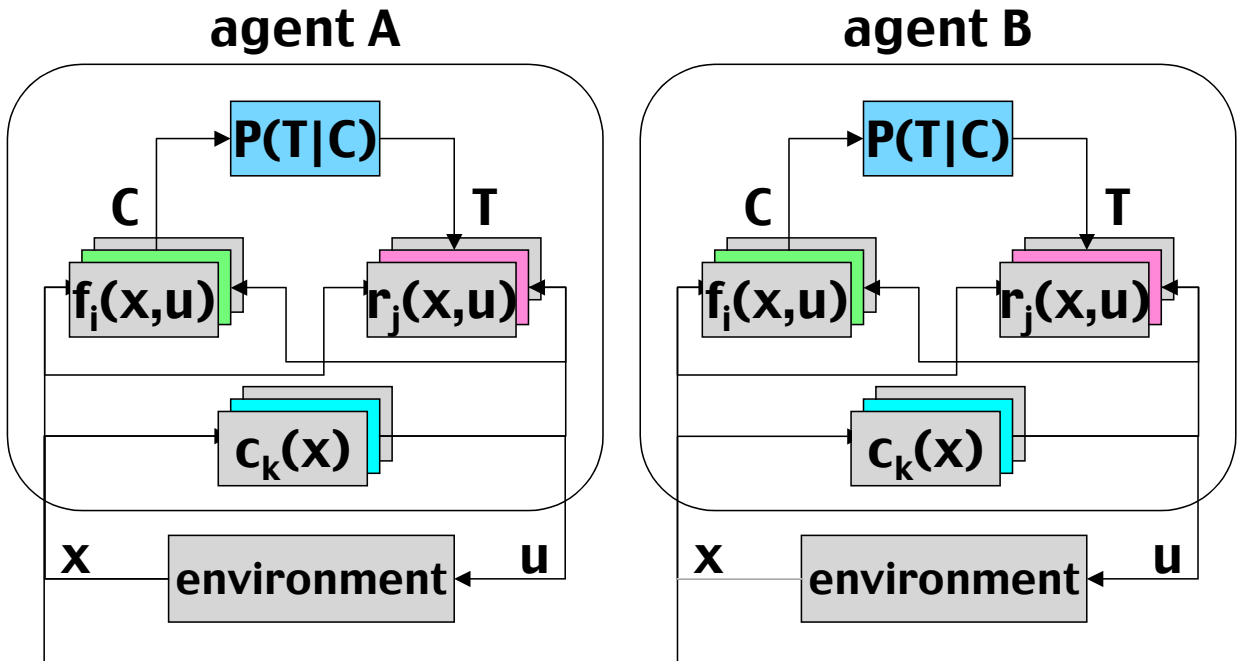 agent A
P(T|C)
C
T
fi(x,u)
rj(x,u)
ck(x)
x
environment
u
agent B
P(T|C)
C
T
fi(x,u)
rj(x,u)
ck(x)
x
environment
u